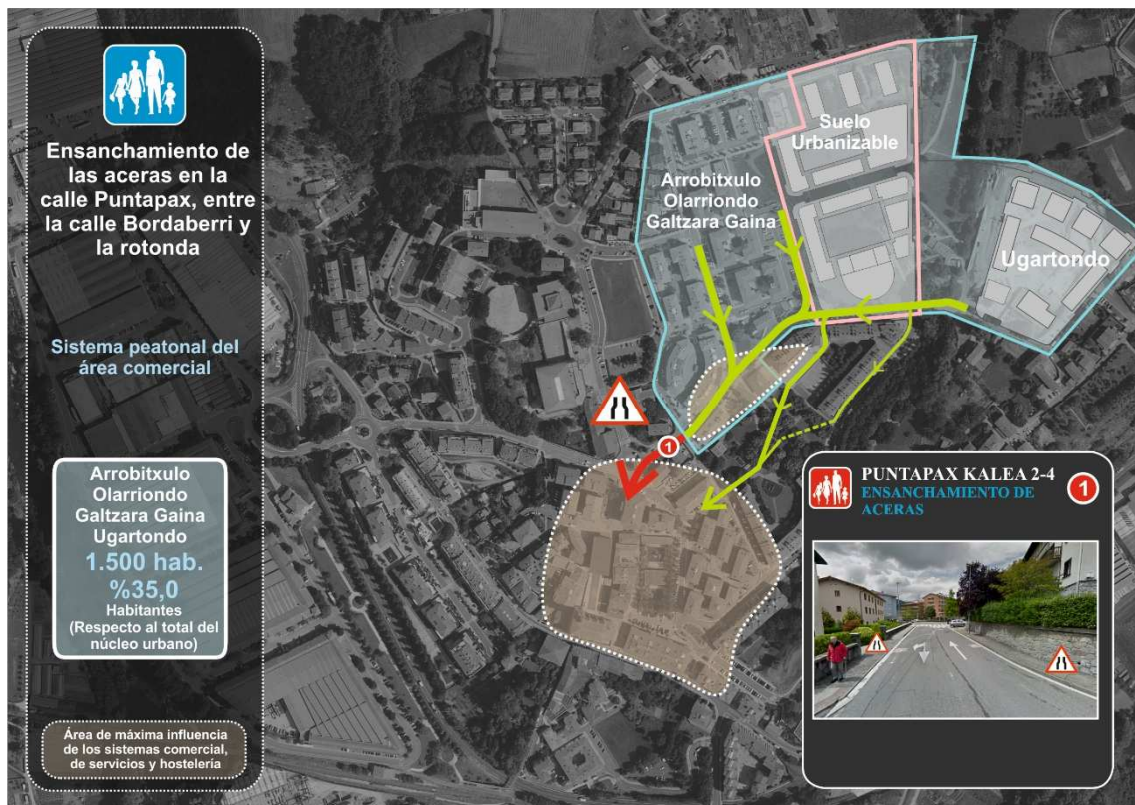 Ensanchamiento de
las aceras en la
calle Puntapax, entre
la calle Bordaberri y
la rotonda
Sistema peatonal del
área comercial
Arrobitxulo
Olarriondo
Galtzara Gaina
Ugartondo
1.500 hab.
%35,0
Habitantes
(Respecto al total del
núcleo urbano)
Área de máxima influencia
de los sistemas comercial,
de servicios y hostelería
Suelo
Urbanizable
Arrobitxulo
Olarriondo
Galtzara Gaina
Ugartondo
1
PUNTAPAX KALEA 2-4
ENSANCHAMIENTO DE
ACERAS
1